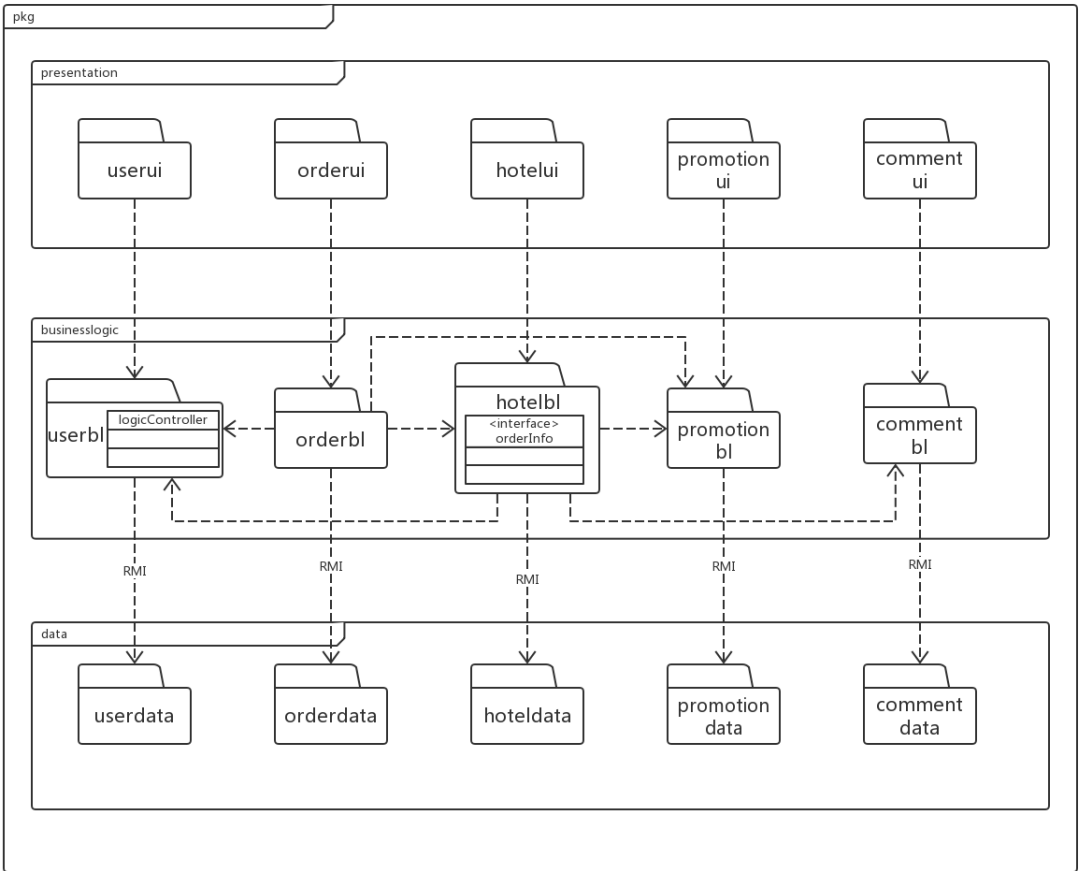 pkg
presentation
userui
orderui
hotelui
promotion
ui
comment
ui
businesslogic
userbl
logicController
orderbl
hotelbl
<interface>
orderInfo
promotion
bl
comment
bl
RMI
RMI
RMI
RMI
RMI
data
userdata
orderdata
hoteldata
promotion
data
comment
data